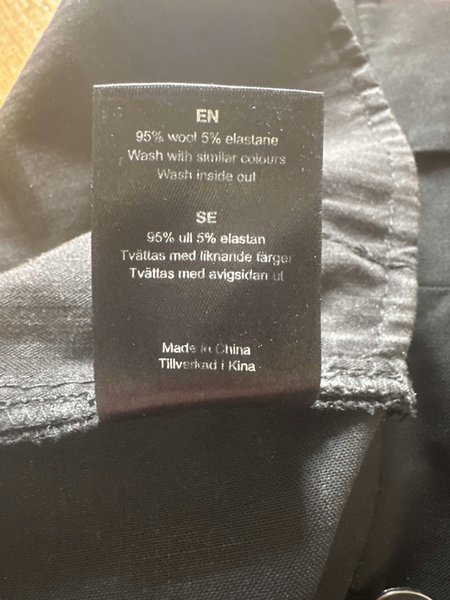 EN
95% wool 5% elastane
Wash with similar colours
Wash inside out
SE
95% ull 5% elastan
Tvättas med liknande färger
Tvättas med avigsidan ut
Made in China
Tillverkad i Kina